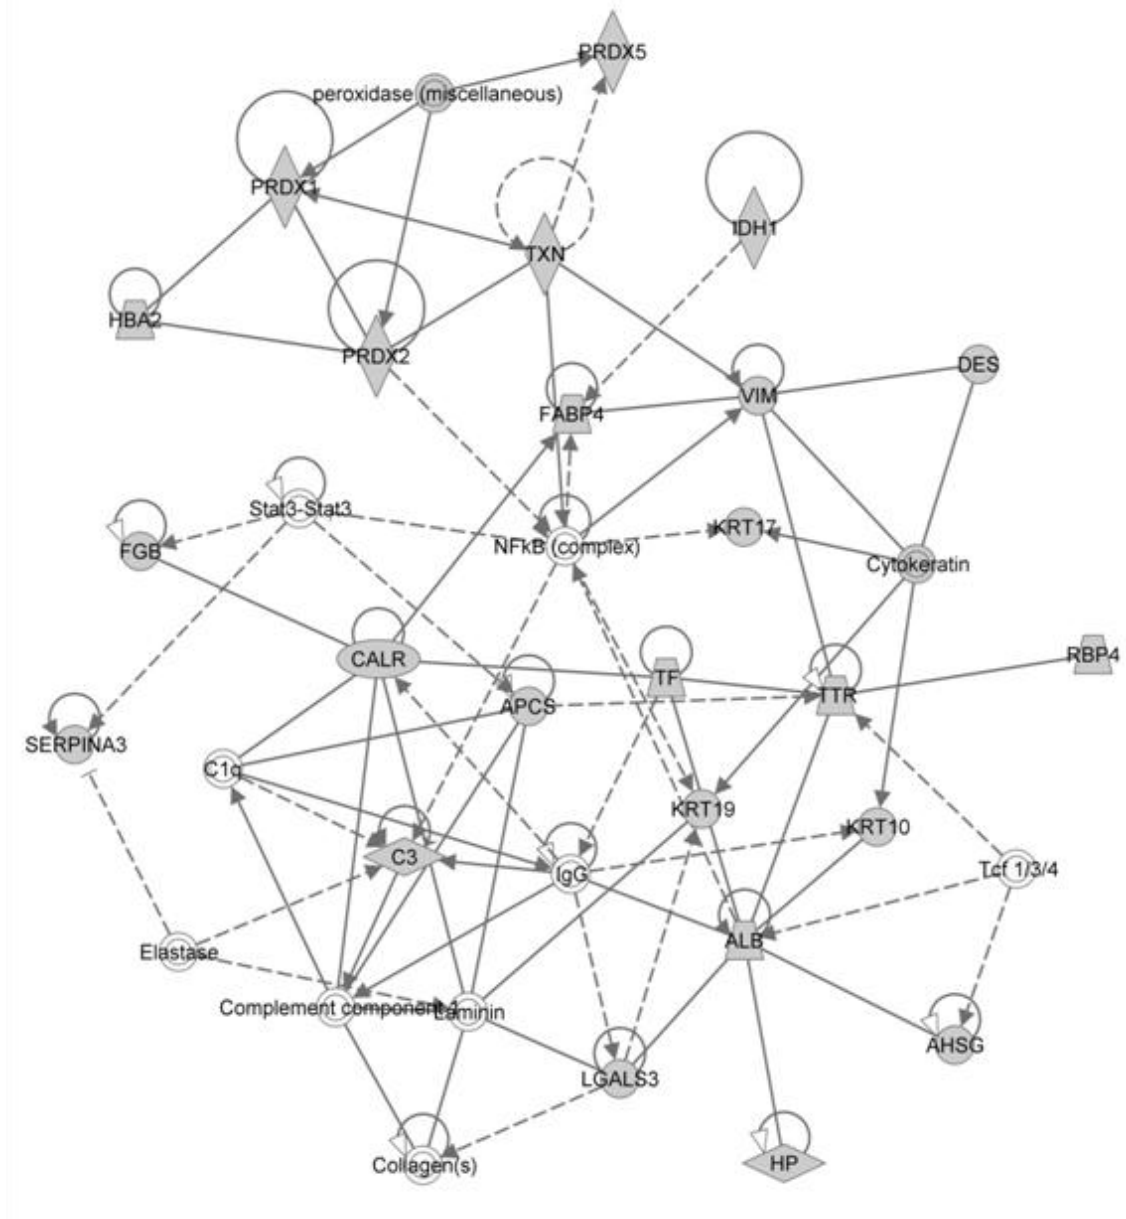 PRDX5
peroxidase (miscellaneous)
PRDX1
IDH1
TXN
HBA2
PRDX2
DES
VIM
FABP4
Stat3-Stat3
KRT17
FGB
NFkB (complex)
Cytokeratin
RBP4
CALR
TF
TTR
APCS
SERPINA3
C1q
KRT19
KRT10
C3
IgG
Tcf 1/3/4
ALB
Elastase
Complement component 1
Laminin
AHSG
LGALS3
Collagen(s)
HP